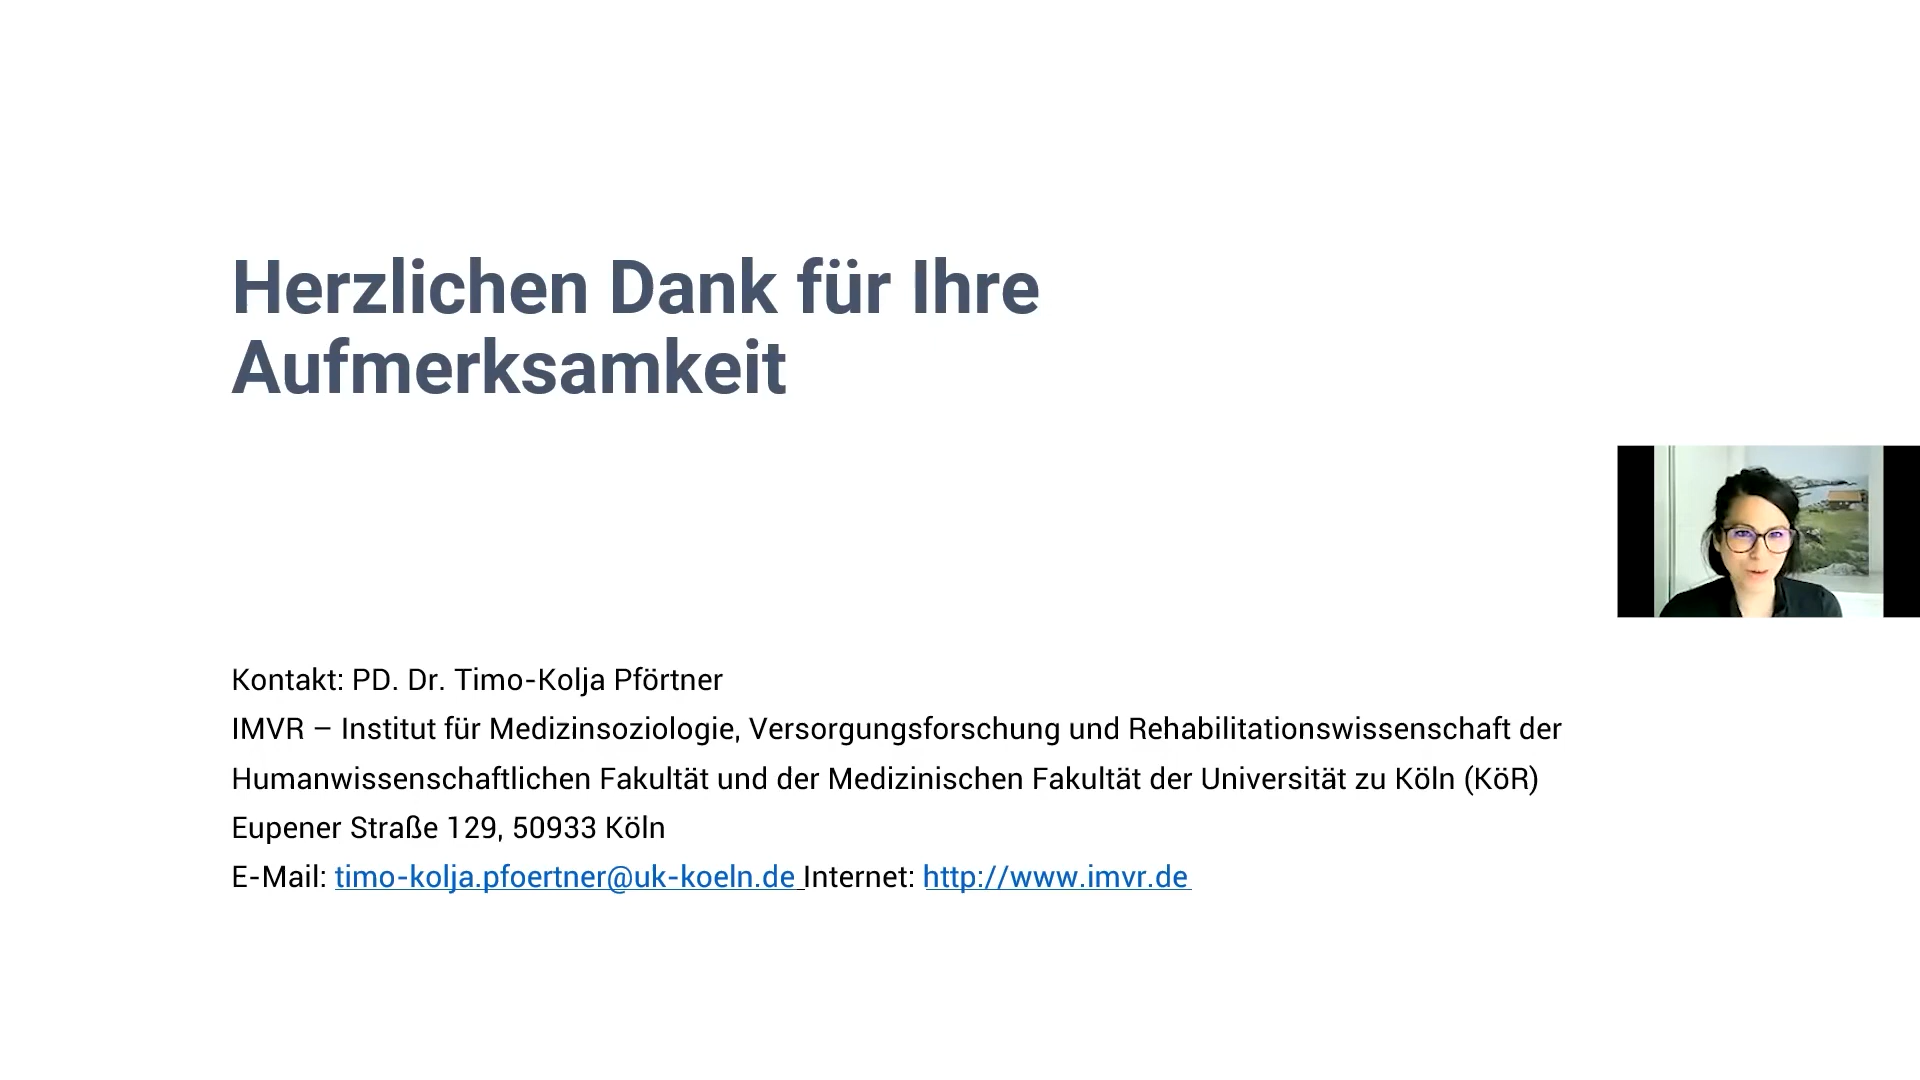 Herzlichen Dank für Ihre
Aufmerksamkeit
Kontakt: PD. Dr. Timo-Kolja Pförtner
IMVR – Institut für Medizinsoziologie, Versorgungsforschung und Rehabilitationswissenschaft der
Humanwissenschaftlichen Fakultät und der Medizinischen Fakultät der Universität zu Köln (KöR)
Eupener Straße 129, 50933 Köln
E-Mail: timo-kolja.pfoertner@uk-koeln.de Internet: http://www.imvr.de